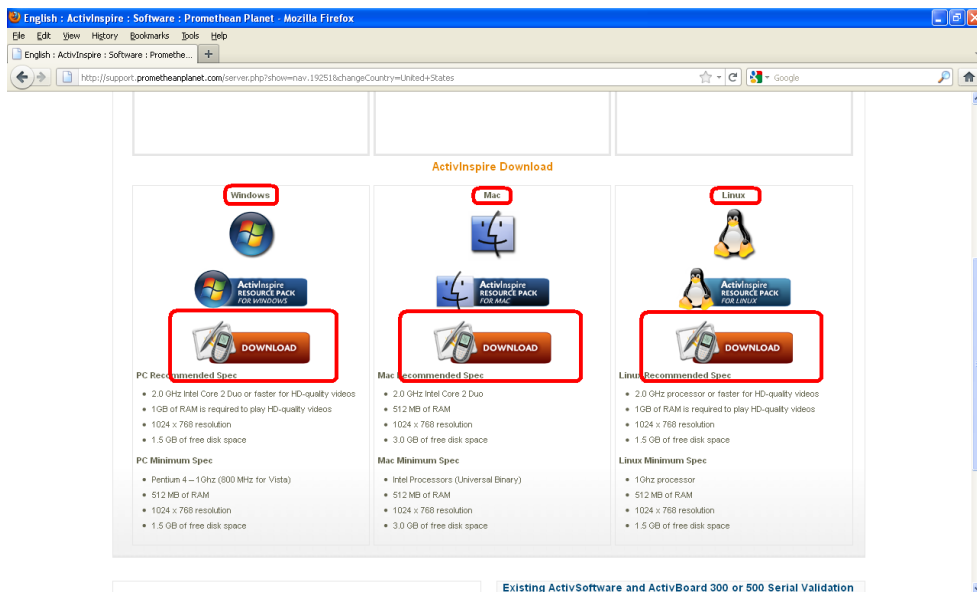 English : ActivInspire : Software : Promethean Planet - Mozilla Firefox
File Edit View History Bookmarks Tools Help
English : ActivInspire : Software : Promethe...
http://support.prometheanplanet.com/server.php?show=nav.19251&changeCountry=United+States
Google
ActivInspire Download
Windows
ActivInspire
RESOURCE PACK
FOR WINDOWS
DOWNLOAD
PC Recommended Spec
• 2.0 GHz Intel Core 2 Duo or faster for HD-quality videos
• 1GB of RAM is required to play HD-quality videos
• 1024 x 768 resolution
• 1.5 GB of free disk space
PC Minimum Spec
• Pentium 4 – 1Ghz (800 MHz for Vista)
• 512 MB of RAM
• 1024 x 768 resolution
• 1.5 GB of free disk space
Mac
ActivInspire
RESOURCE PACK
FOR MAC
DOWNLOAD
Mac Recommended Spec
• 2.0 GHz Intel Core 2 Duo
• 512 MB of RAM
• 1024 x 768 resolution
• 3.0 GB of free disk space
Mac Minimum Spec
• Intel Processors (Universal Binary)
• 512 MB of RAM
• 1024 x 768 resolution
• 3.0 GB of free disk space
Linux
ActivInspire
RESOURCE PACK
FOR LINUX
DOWNLOAD
Linux Recommended Spec
• 2.0 GHz processor or faster for HD-quality videos
• 1GB of RAM is required to play HD-quality videos
• 1024 x 768 resolution
• 1.5 GB of free disk space
Linux Minimum Spec
• 1Ghz processor
• 512 MB of RAM
• 1024 x 768 resolution
• 1.5 GB of free disk space
Existing ActivSoftware and ActivBoard 300 or 500 Serial Validation